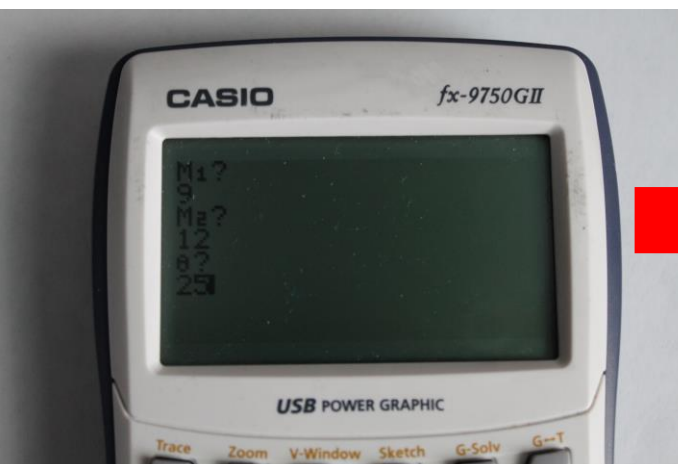 CASIO fx-9750GII
M1?
9
M2?
12
θ?
25
USB POWER GRAPHIC
Trace Zoom V-Window Sketch G-Solv G↔T